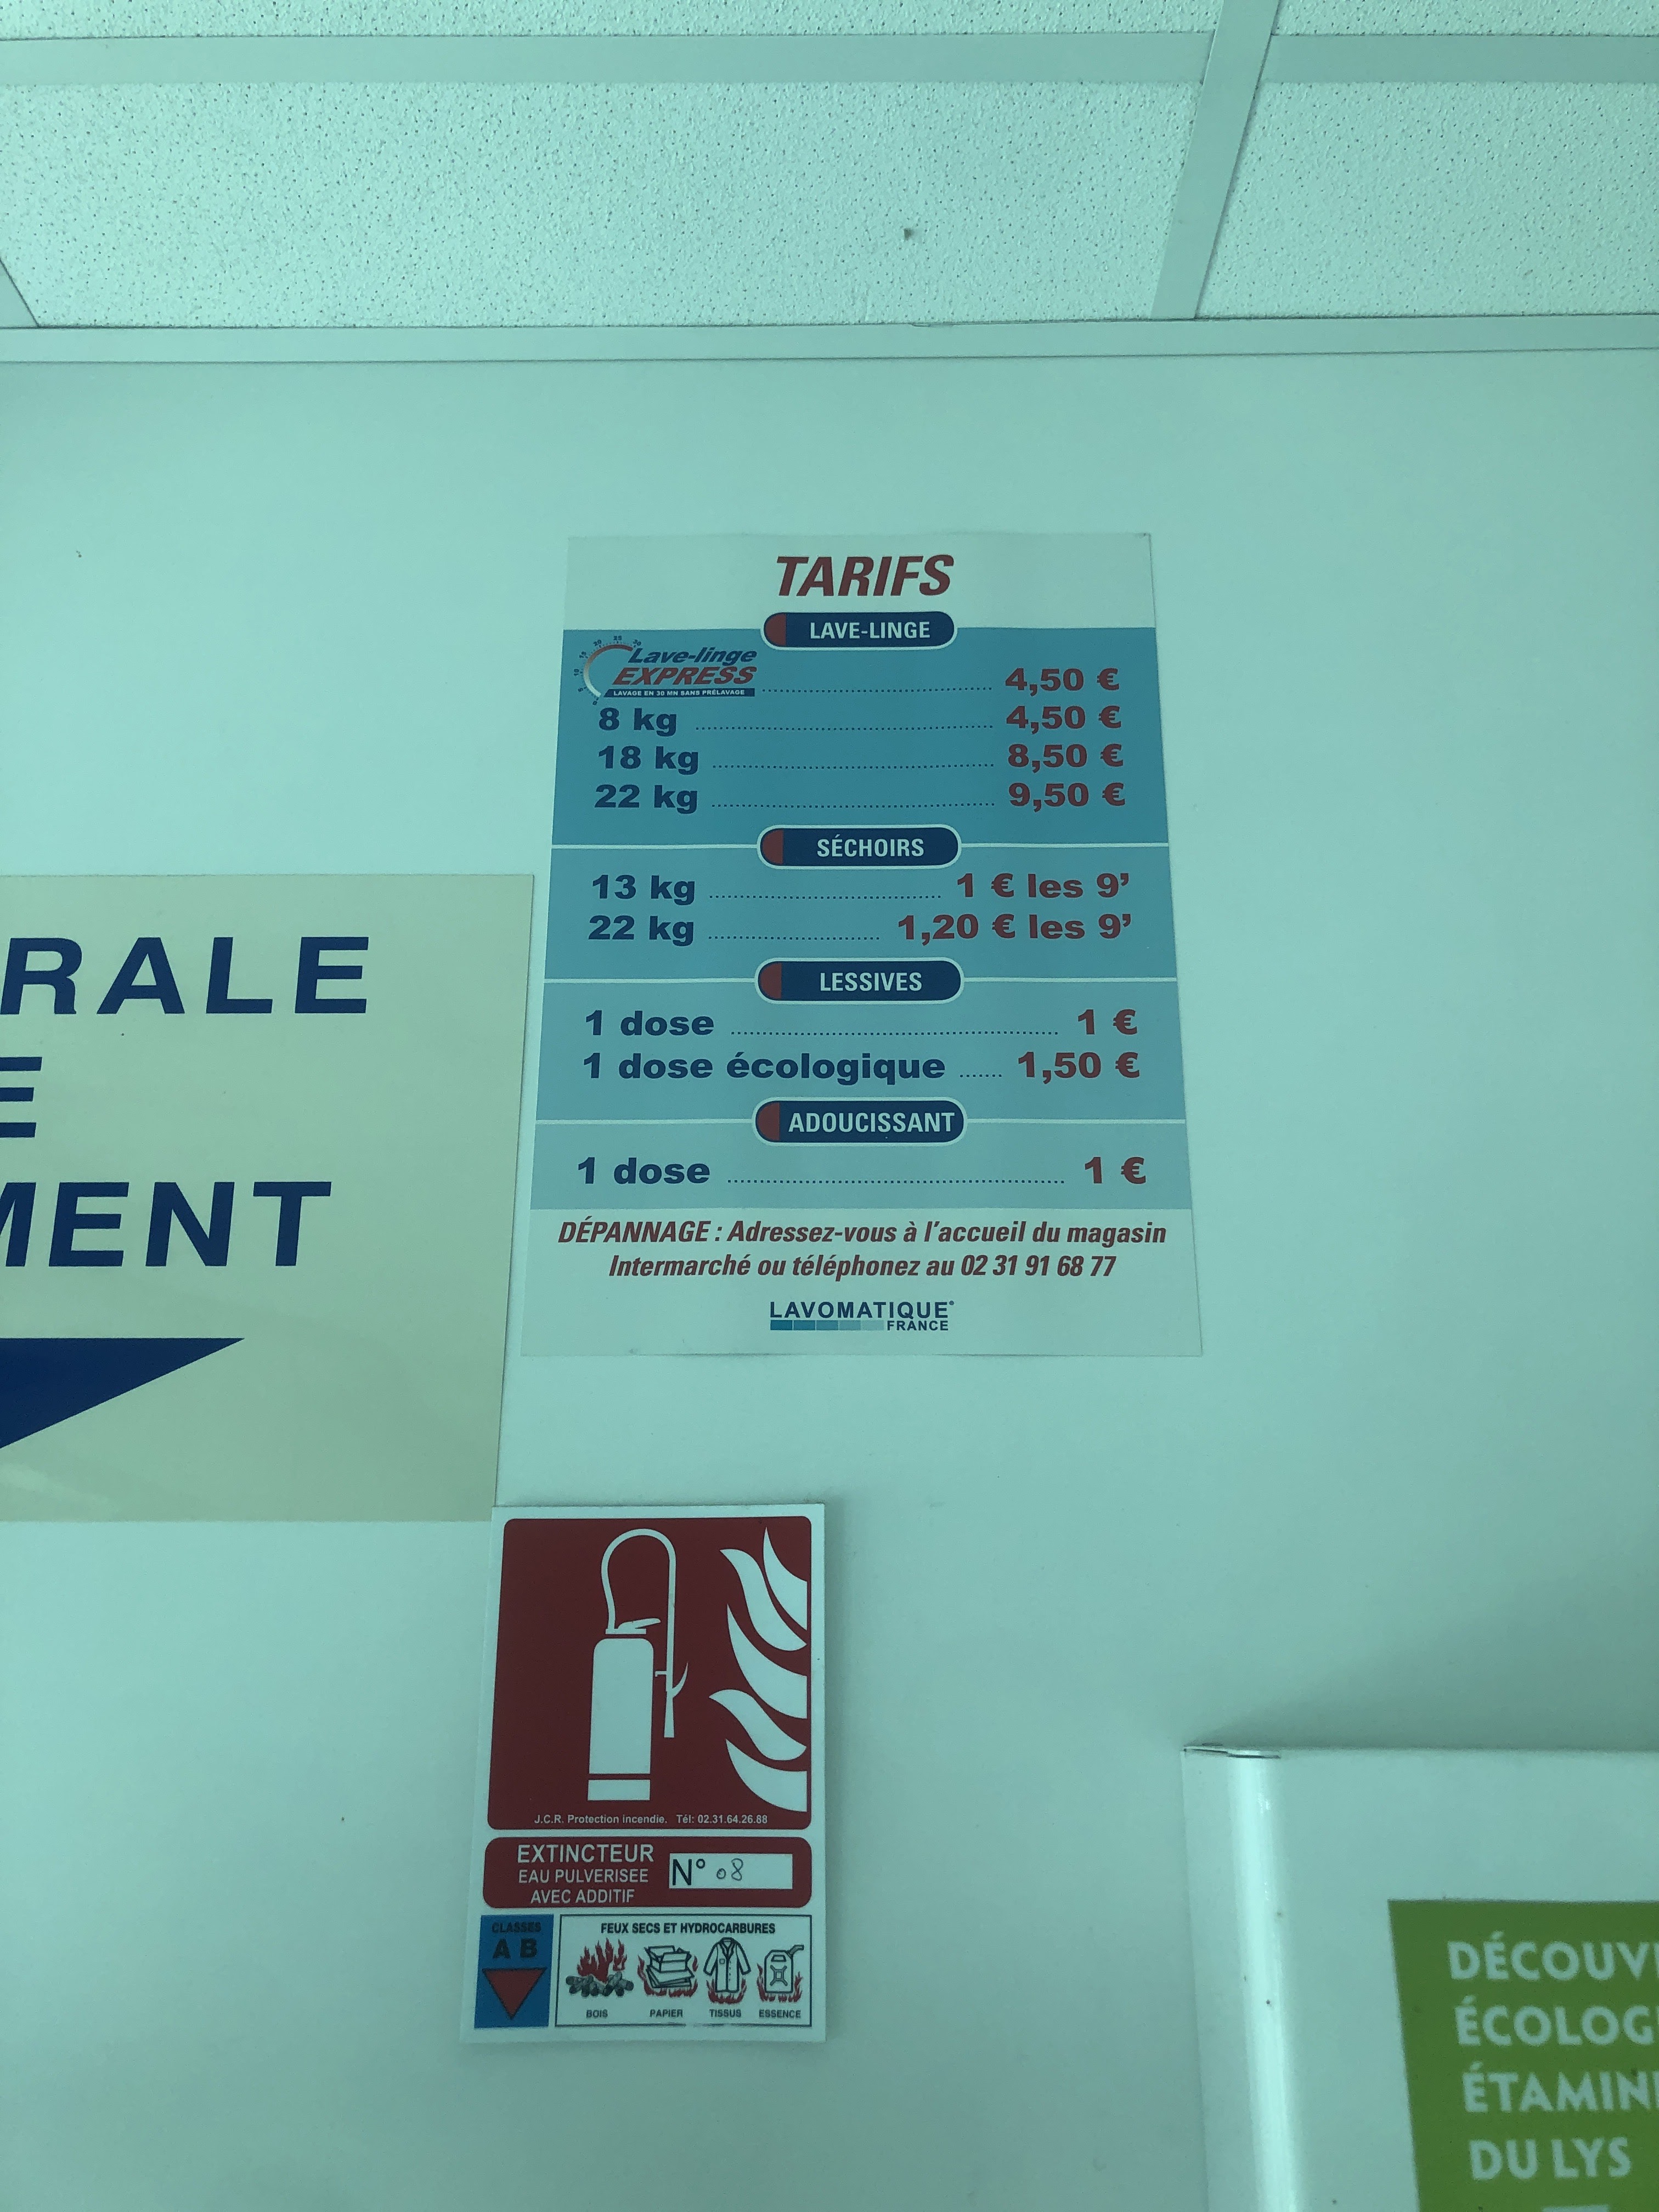 TARIFS
LAVE-LINGE
Lave-linge
EXPRESS
LAVAGE EN 30 MN SANS PRÉLAVAGE
4,50 €
8 kg 4,50 €
18 kg 8,50 €
22 kg 9,50 €
SÉCHOIRS
13 kg 1 € les 9’
22 kg 1,20 € les 9’
LESSIVES
1 dose 1 €
1 dose écologique 1,50 €
ADOUCISSANT
1 dose 1 €
DÉPANNAGE : Adressez-vous à l’accueil du magasin
Intermarché ou téléphonez au 02 31 91 68 77
LAVOMATIQUE
FRANCE
RALE
E
MENT
J.C.R. Protection incendie. Tél: 02.31.64.26.88
EXTINCTEUR
EAU PULVERISEE
AVEC ADDITIF
N° 08
CLASSES
A B
FEUX SECS ET HYDROCARBURES
BOIS PAPIER TISSUS ESSENCE
DÉCOUV
ÉCOLOG
ÉTAMIN
DU LYS